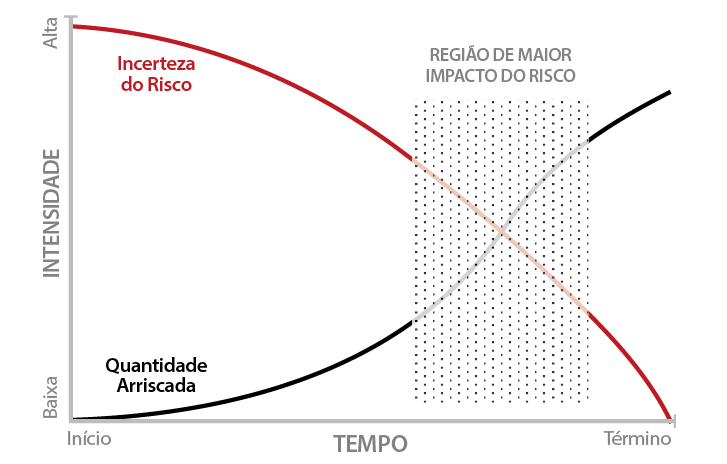 Alta
REGIÃO DE MAIOR
IMPACTO DO RISCO
Incerteza
do Risco
INTENSIDADE
Quantidade
Arriscada
Baixa
Início
TEMPO
Término